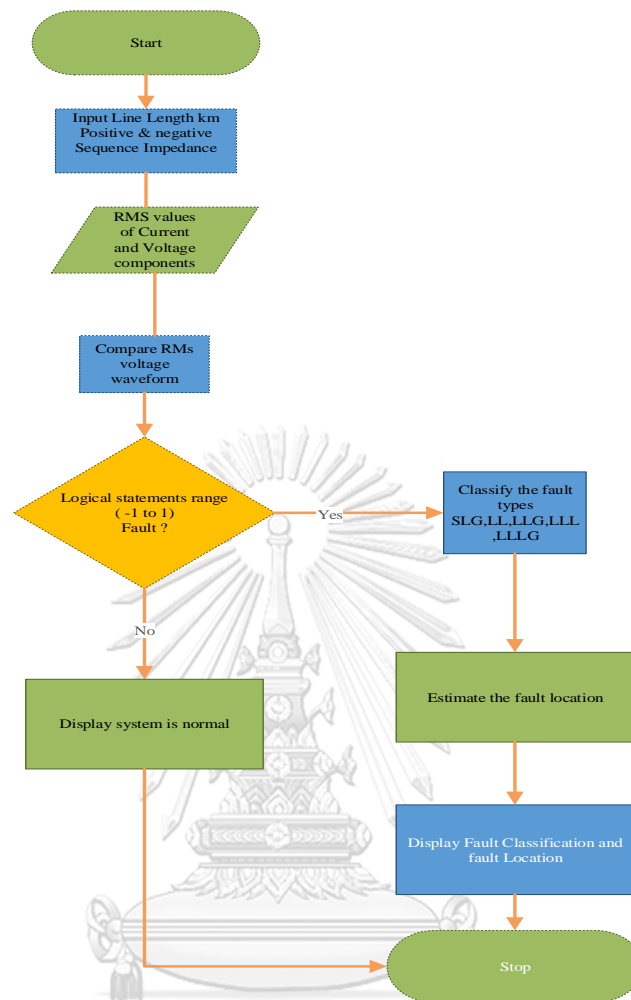 Start
Input Line Length km
Positive & negative
Sequence Impedance
RMS values
of Current
and Voltage
components
Compare RMs
voltage
waveform
Logical statements range
( -1 to 1)
Fault ?
Yes
Classify the fault
types
SLG,LL,LLG,LLL
,LLLG
No
Display system is normal
Estimate the fault location
Display Fault Classification and
fault Location
Stop